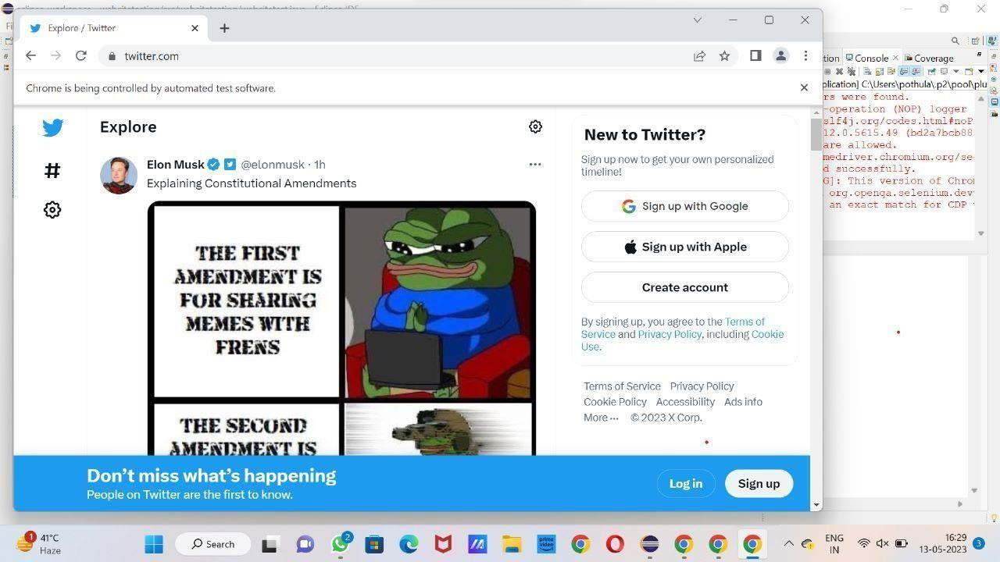 Explore / Twitter
twitter.com
Chrome is being controlled by automated test software.
Explore
Elon Musk @elonmusk · 1h
Explaining Constitutional Amendments
THE FIRST
AMENDMENT IS
FOR SHARING
MEMES WITH
FRENS
THE SECOND
AMENDMENT IS
New to Twitter?
Sign up now to get your own personalized
timeline!
Sign up with Google
Sign up with Apple
Create account
By signing up, you agree to the Terms of
Service and Privacy Policy, including Cookie
Use.
Terms of Service Privacy Policy
Cookie Policy Accessibility Ads info
More ··· © 2023 X Corp.
Don't miss what's happening
People on Twitter are the first to know.
Log in
Sign up
tion Console Coverage
plication] C:\Users\pothula\.p2\pool\plu
rs were found.
-operation (NOP) logger
slf4j.org/codes.html#noP
12.0.5615.49 (bd2a7bcb88
are allowed.
medriver.chromium.org/se
d successfully.
G]: This version of Chro
org.openqa.selenium.dev
an exact match for CDP
1
41°C
Haze
Search
2
prime video
ENG
IN
16:29
13-05-2023
3